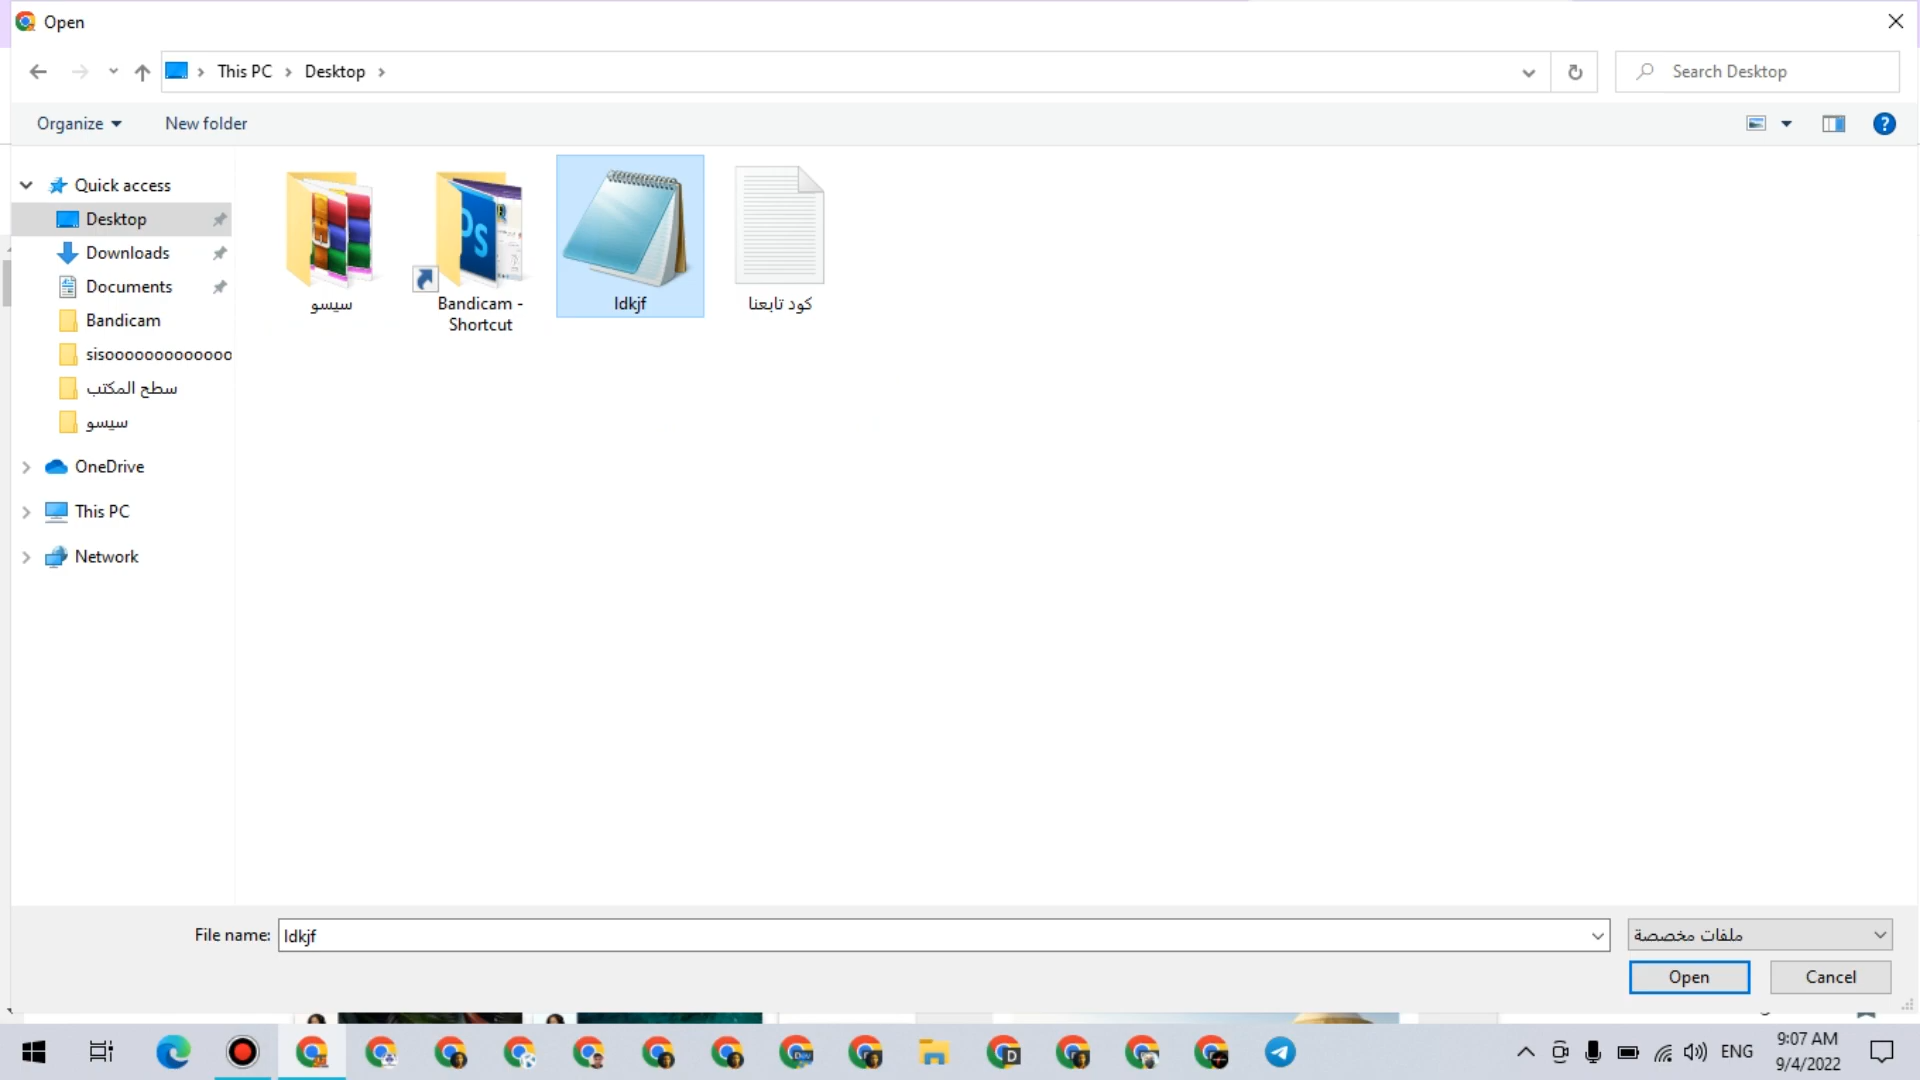 Open
This PC
Desktop
Search Desktop
Organize
New folder
Quick access
Desktop
Downloads
Documents
Bandicam
sisooooooooooooo
سطح المكتب
سيسو
OneDrive
This PC
Network
سيسو
Bandicam -
Shortcut
ldkjf
كود تابعنا
File name:
ldkjf
ملفات مخصصة
Open
Cancel
ENG
9:07 AM
9/4/2022